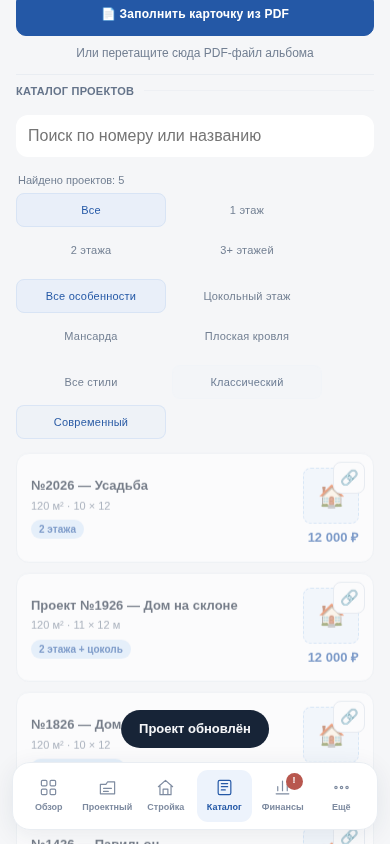 📄 Заполнить карточку из PDF
Или перетащите сюда PDF-файл альбома
КАТАЛОГ ПРОЕКТОВ
Поиск по номеру или названию
Найдено проектов: 5
Все
1 этаж
2 этажа
3+ этажей
Все особенности
Цокольный этаж
Мансарда
Плоская кровля
Все стили
Классический
Современный
№2026 — Усадьба
120 м² · 10 × 12
2 этажа
12 000 ₽
Проект №1926 — Дом на склоне
120 м² · 11 × 12 м
2 этажа + цоколь
12 000 ₽
№1826 — Дом
120 м² · 10 × 12
Проект обновлён
Обзор
Проектный
Стройка
Каталог
!
Финансы
Ещё